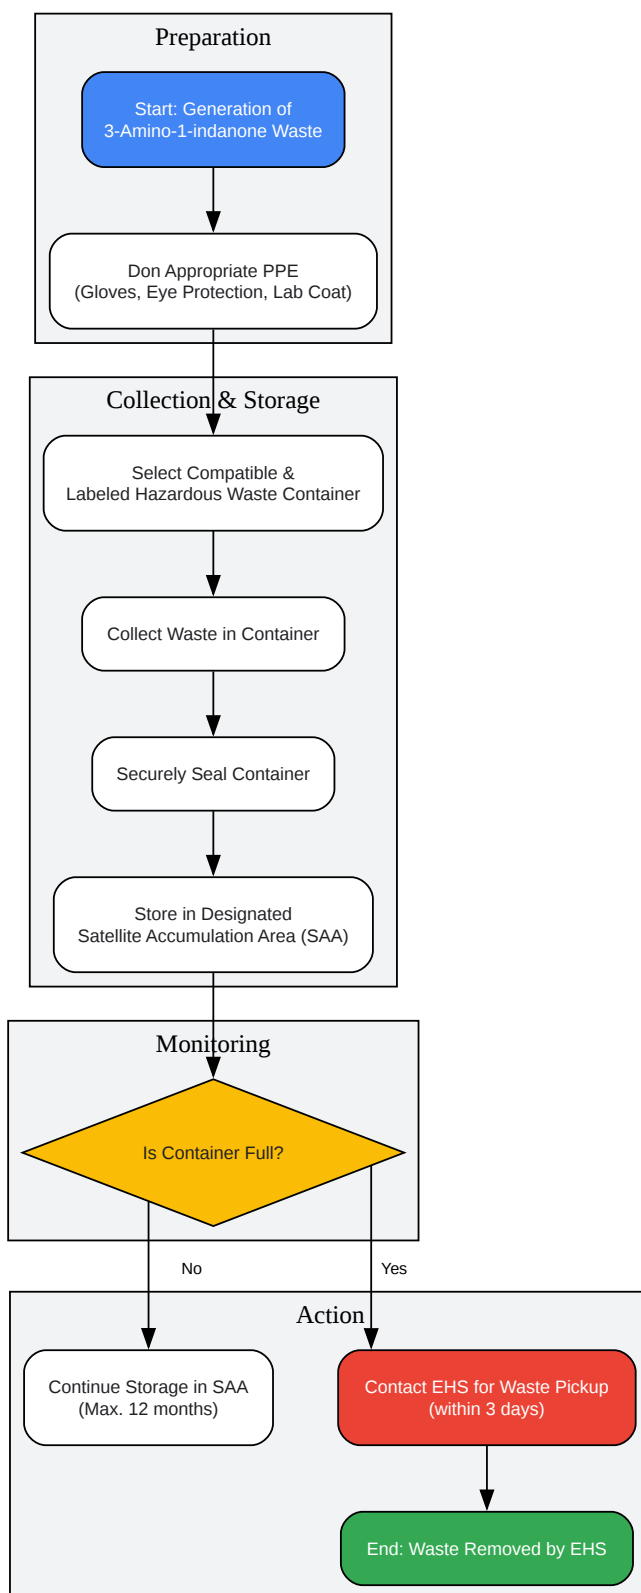 Preparation
Start: Generation of
3-Amino-1-indanone Waste
Don Appropriate PPE
(Gloves, Eye Protection, Lab Coat)
Collection & Storage
Select Compatible &
Labeled Hazardous Waste Container
Collect Waste in Container
Securely Seal Container
Store in Designated
Satellite Accumulation Area (SAA)
Monitoring
Is Container Full?
No
Yes
Action
Continue Storage in SAA
(Max. 12 months)
Contact EHS for Waste Pickup
(within 3 days)
End: Waste Removed by EHS